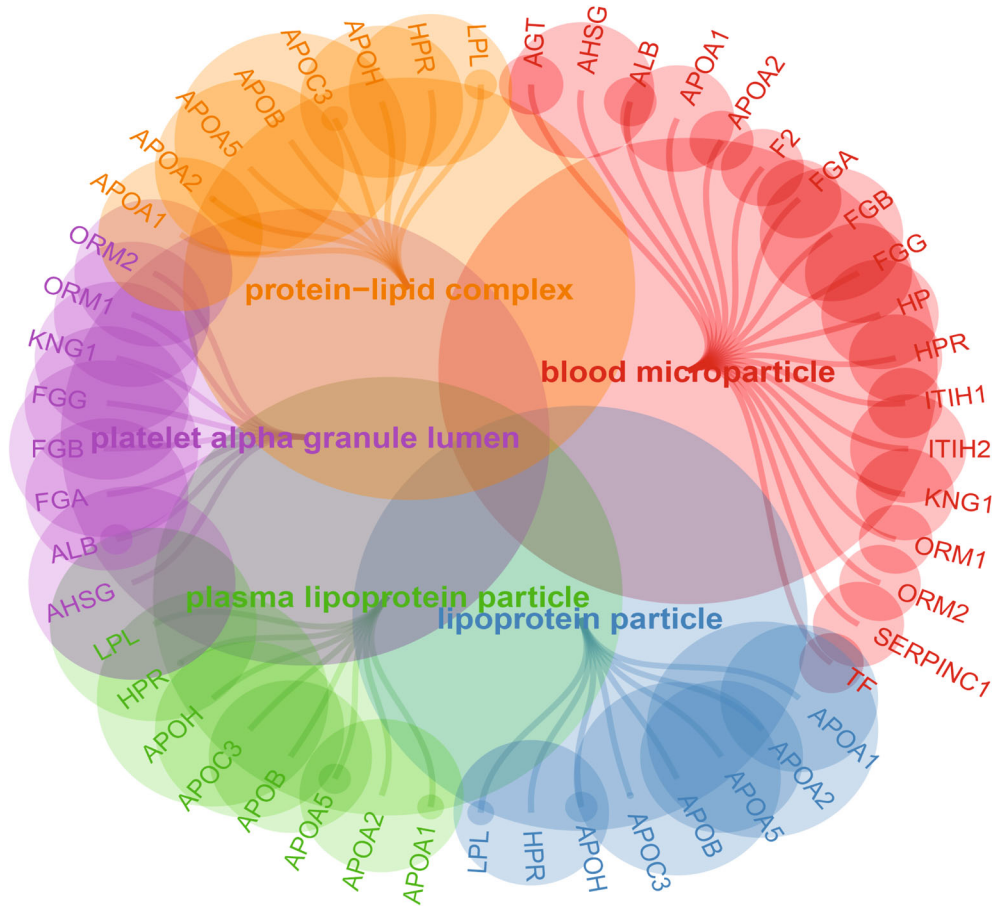 LPL
HPR
APOH
APOC3
APOB
APOA5
APOA2
APOA1
protein−lipid complex
AGT
AHSG
ALB
APOA1
APOA2
F2
FGA
FGB
FGG
HP
HPR
ITIH1
ITIH2
KNG1
ORM1
ORM2
SERPINC1
TF
blood microparticle
ORM2
ORM1
KNG1
FGG
FGB
FGA
ALB
AHSG
platelet alpha granule lumen
LPL
HPR
APOH
APOC3
APOB
APOA5
APOA2
APOA1
plasma lipoprotein particle
lipoprotein particle
LPL
HPR
APOH
APOC3
APOB
APOA5
APOA2
APOA1